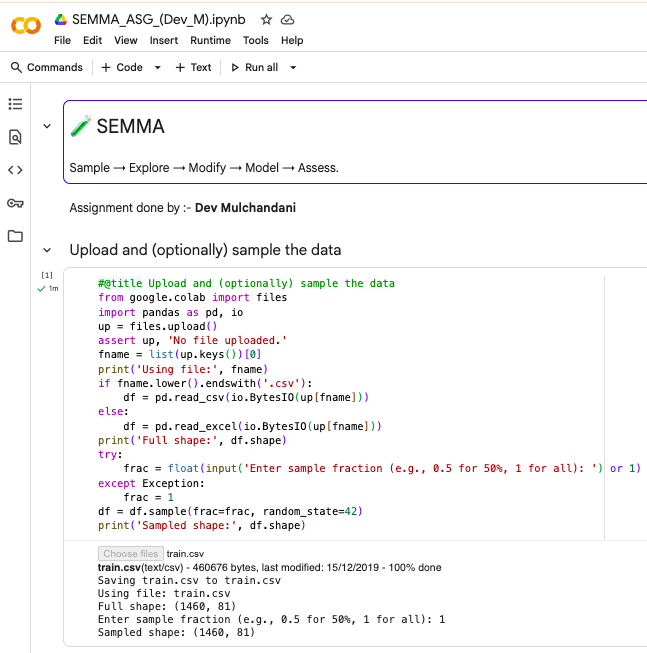 SEMMA_ASG_(Dev_M).ipynb
File Edit View Insert Runtime Tools Help
Commands + Code + Text Run all
SEMMA
Sample → Explore → Modify → Model → Assess.
Assignment done by :- Dev Mulchandani
Upload and (optionally) sample the data
[1]
1m
#@title Upload and (optionally) sample the data
from google.colab import files
import pandas as pd, io
up = files.upload()
assert up, 'No file uploaded.'
fname = list(up.keys())[0]
print('Using file:', fname)
if fname.lower().endswith('.csv'):
    df = pd.read_csv(io.BytesIO(up[fname]))
else:
    df = pd.read_excel(io.BytesIO(up[fname]))
print('Full shape:', df.shape)
try:
    frac = float(input('Enter sample fraction (e.g., 0.5 for 50%, 1 for all): ') or 1)
except Exception:
    frac = 1
df = df.sample(frac=frac, random_state=42)
print('Sampled shape:', df.shape)
Choose files train.csv
train.csv(text/csv) - 460676 bytes, last modified: 15/12/2019 - 100% done
Saving train.csv to train.csv
Using file: train.csv
Full shape: (1460, 81)
Enter sample fraction (e.g., 0.5 for 50%, 1 for all): 1
Sampled shape: (1460, 81)